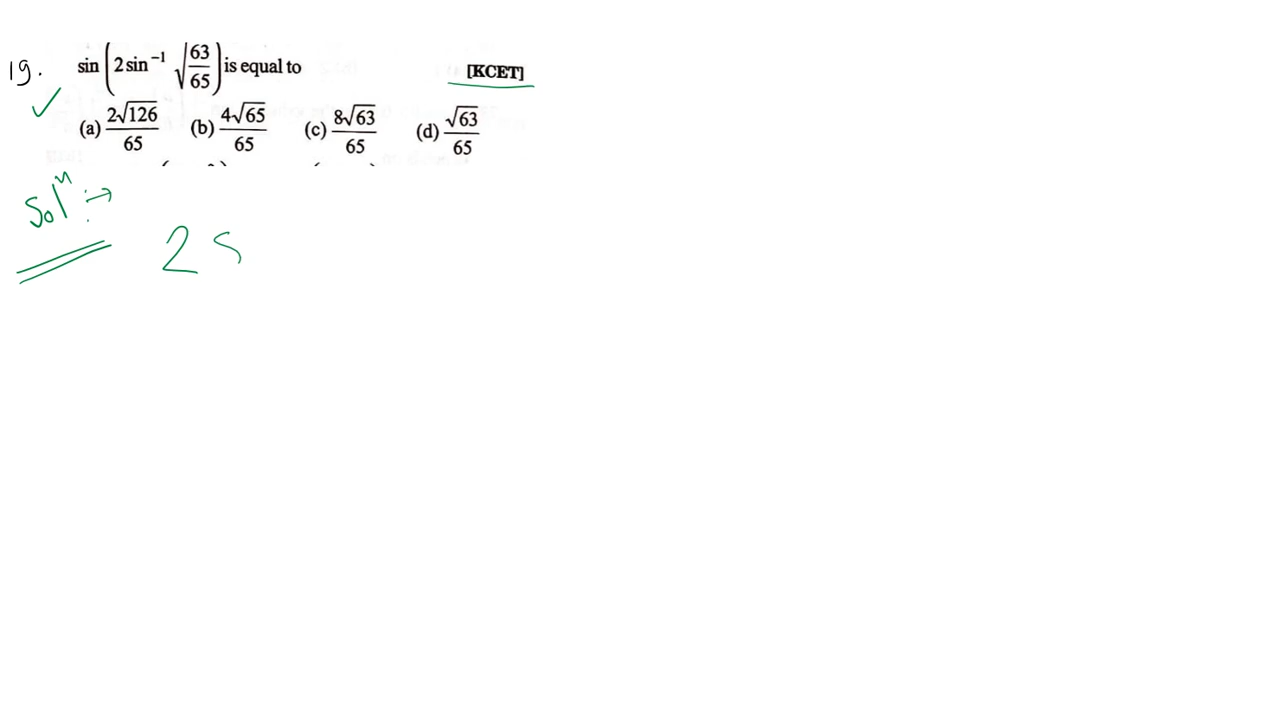 19. sin(2 sin⁻¹ √(63/65)) is equal to [KCET]
(a) 2√126/65 (b) 4√65/65 (c) 8√63/65 (d) √63/65
Solⁿ :→
2 s